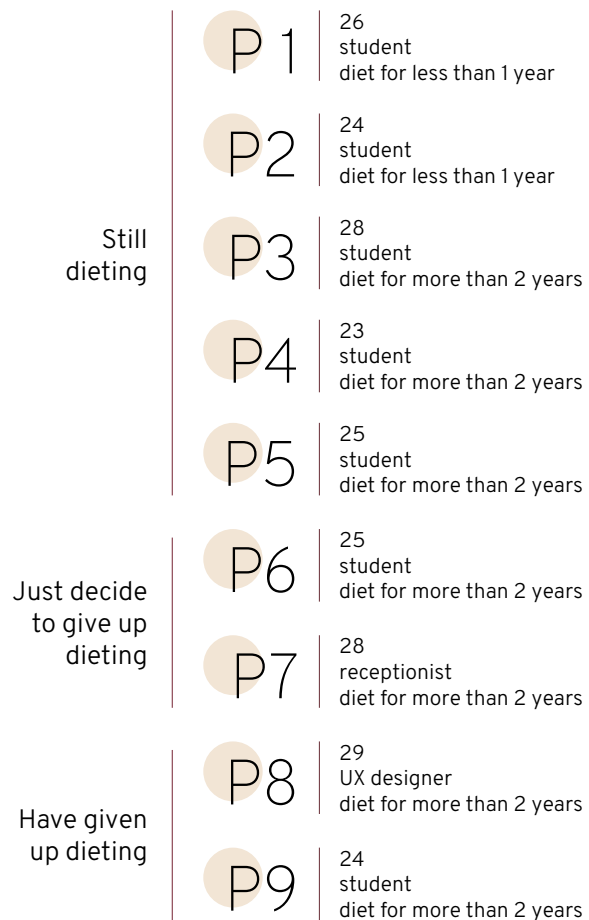 Still
dieting
P1
26
student
diet for less than 1 year
P2
24
student
diet for less than 1 year
P3
28
student
diet for more than 2 years
P4
23
student
diet for more than 2 years
P5
25
student
diet for more than 2 years
Just decide
to give up
dieting
P6
25
student
diet for more than 2 years
P7
28
receptionist
diet for more than 2 years
Have given
up dieting
P8
29
UX designer
diet for more than 2 years
P9
24
student
diet for more than 2 years